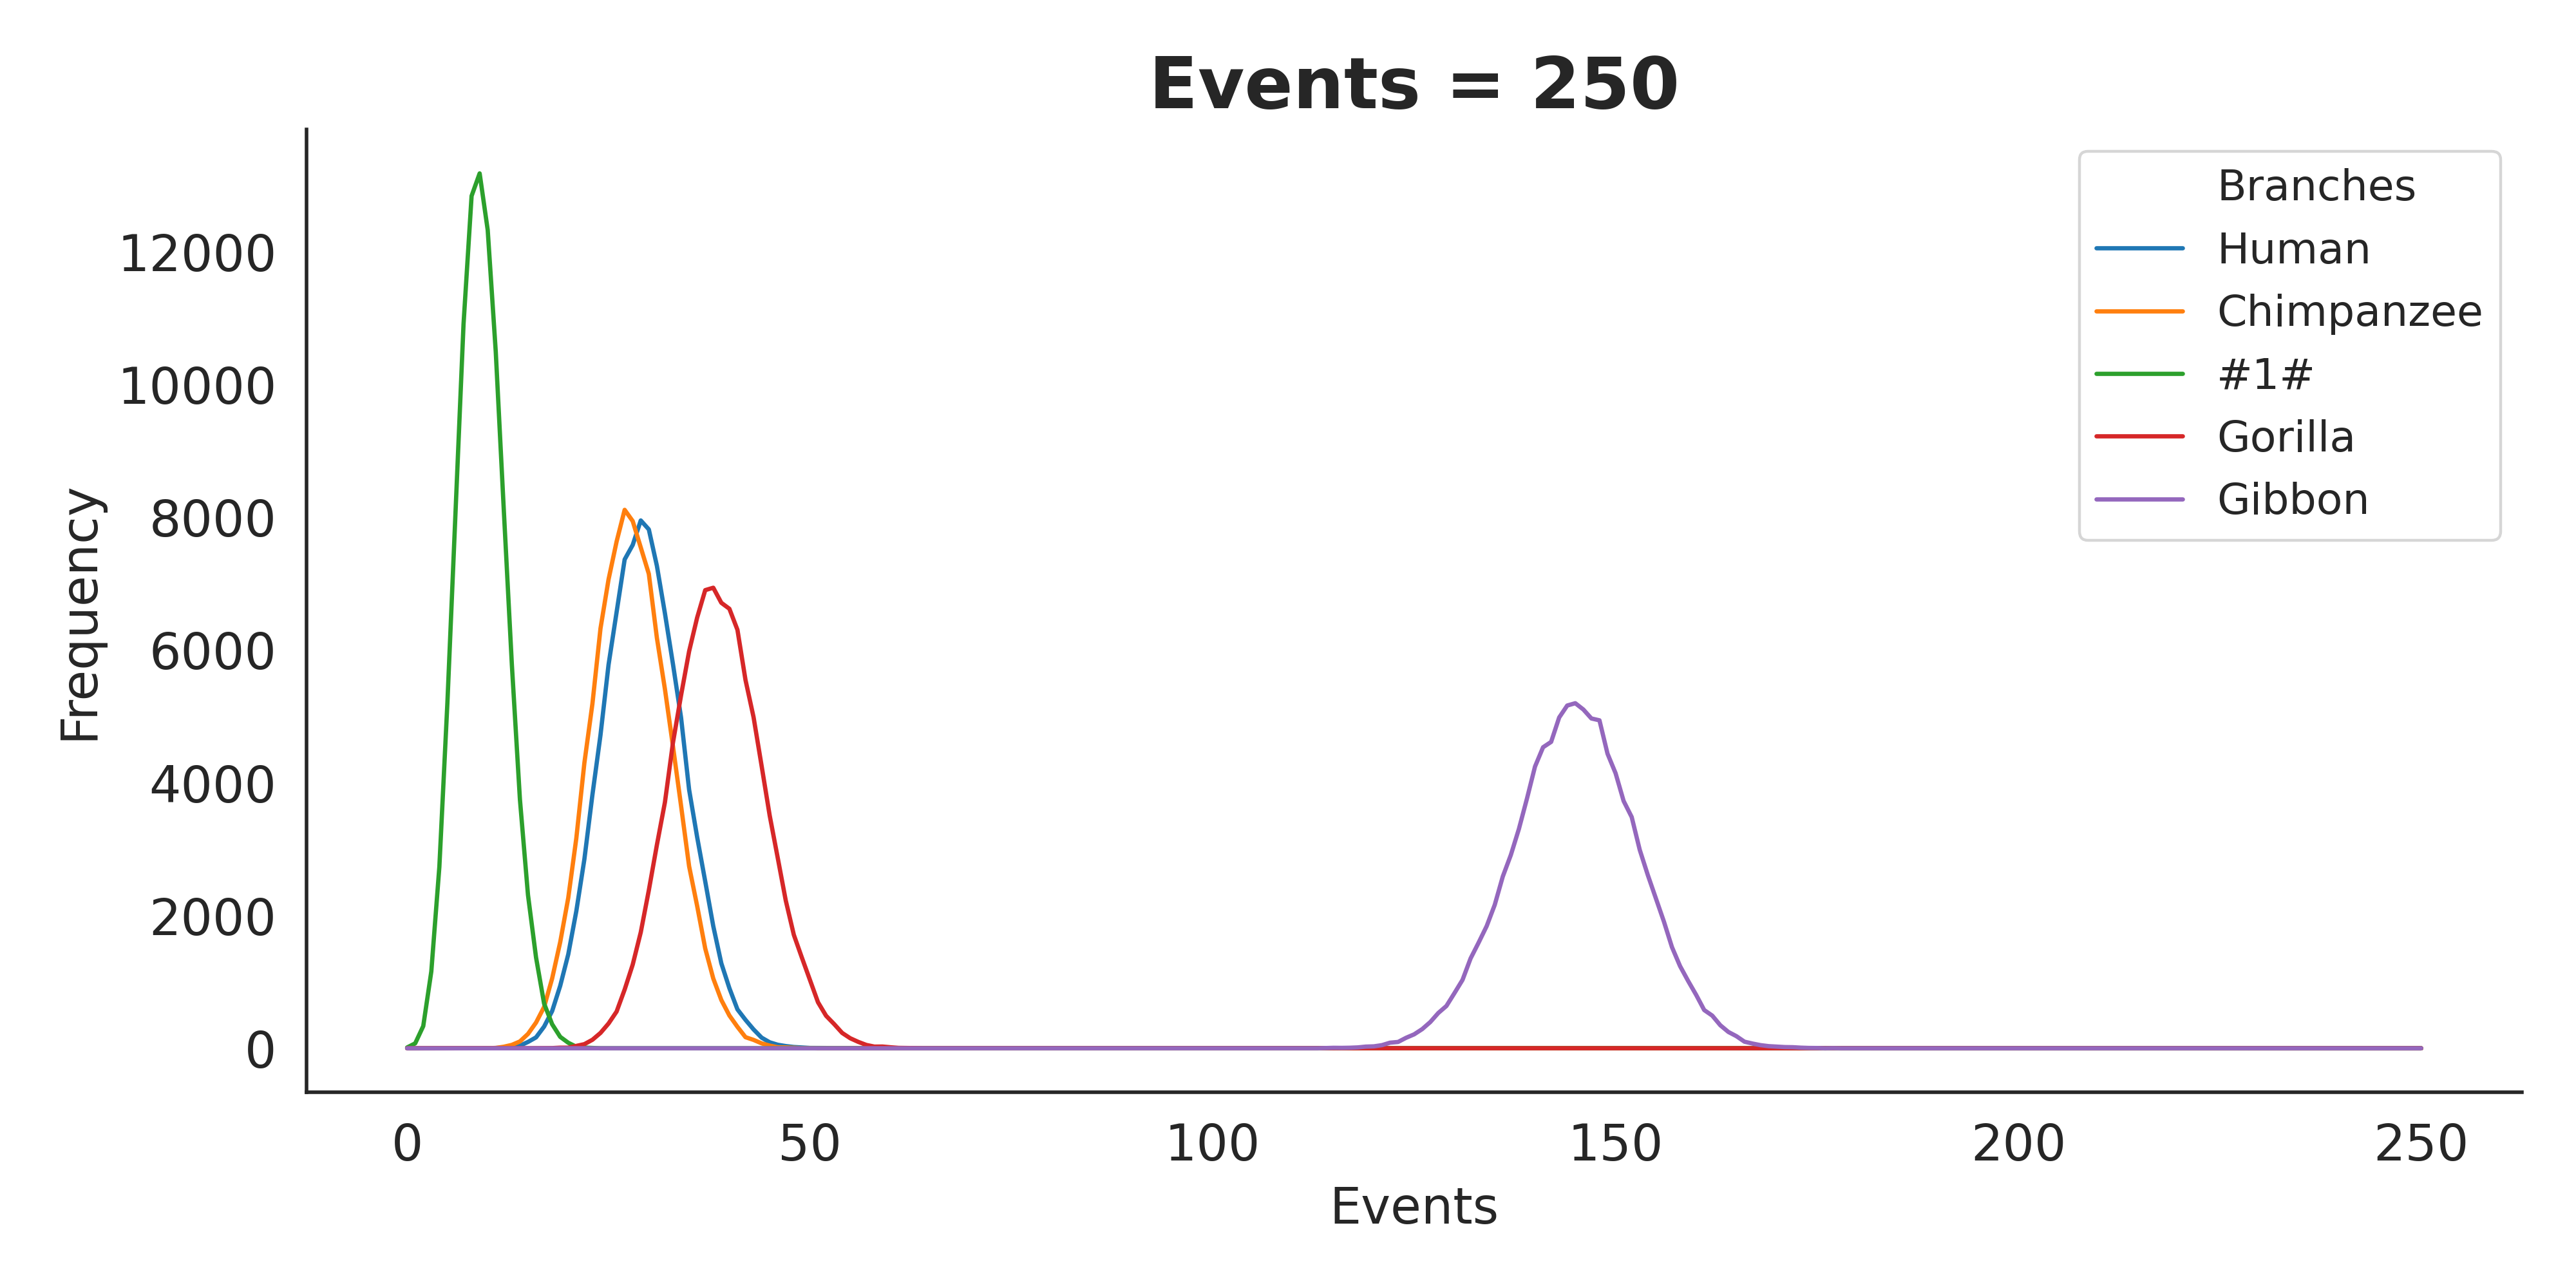 Events = 250
Branches
Human
Chimpanzee
#1#
Gorilla
Gibbon
Frequency
12000
10000
8000
6000
4000
2000
0
0 50 100 150 200 250
Events